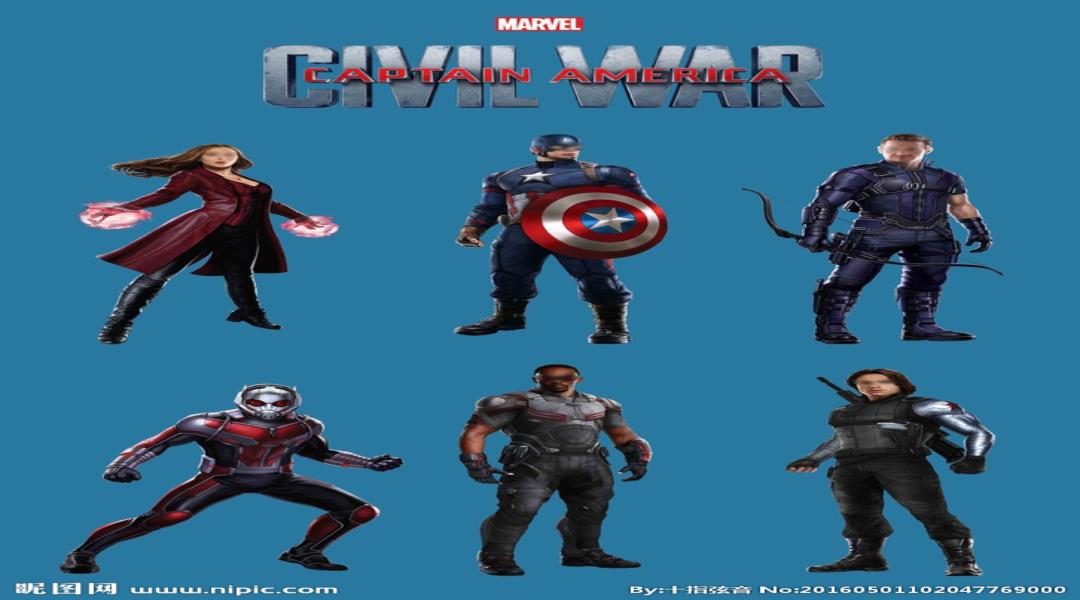 MARVEL
CIVIL WAR
CAPTAIN AMERICA
昵图网 www.nipic.com
By:十指弦音 No:20160501102047769000